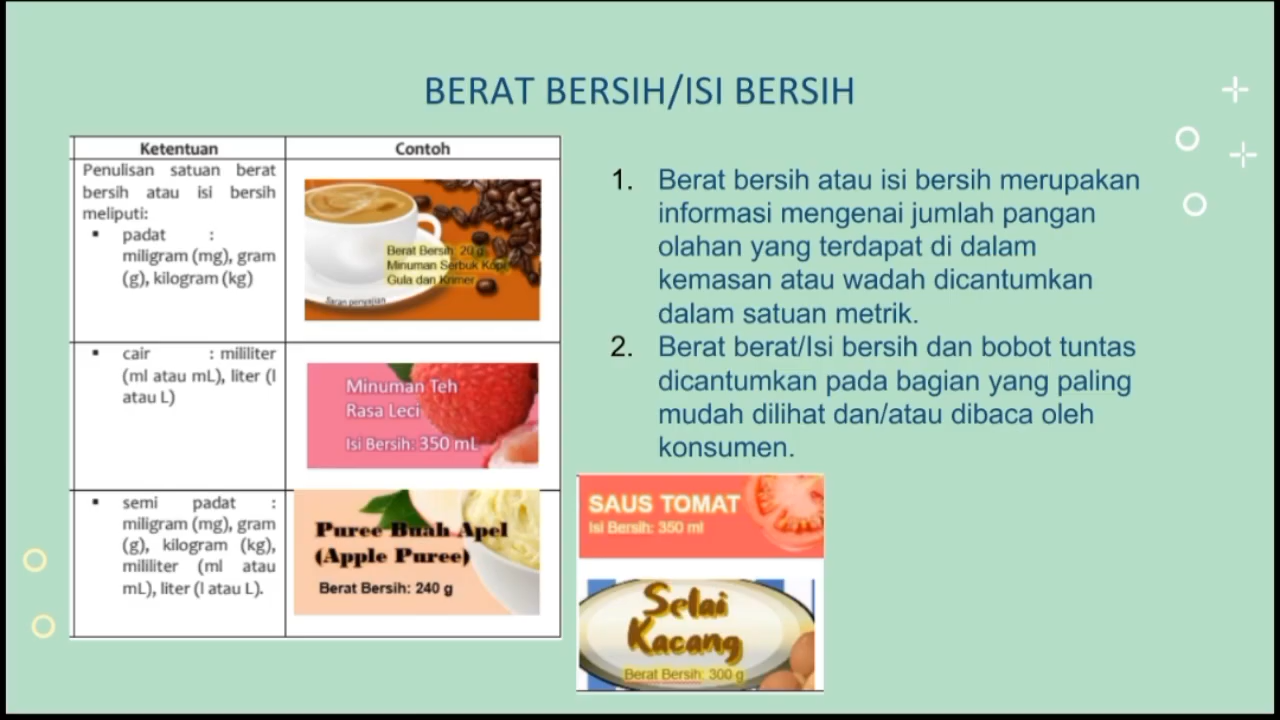 BERAT BERSIH/ISI BERSIH
Ketentuan
Contoh
Penulisan satuan berat
bersih atau isi bersih
meliputi:
▪ padat :
miligram (mg), gram
(g), kilogram (kg)
Berat Bersih: 20 g
Minuman Serbuk Kopi,
Gula dan Krimer
Saran penyajian
▪ cair : mililiter
(ml atau mL), liter (l
atau L)
Minuman Teh
Rasa Leci
Isi Bersih: 350 mL
▪ semi padat :
miligram (mg), gram
(g), kilogram (kg),
mililiter (ml atau
mL), liter (l atau L).
Puree Buah Apel
(Apple Puree)
Berat Bersih: 240 g
1. Berat bersih atau isi bersih merupakan
informasi mengenai jumlah pangan
olahan yang terdapat di dalam
kemasan atau wadah dicantumkan
dalam satuan metrik.
2. Berat berat/Isi bersih dan bobot tuntas
dicantumkan pada bagian yang paling
mudah dilihat dan/atau dibaca oleh
konsumen.
SAUS TOMAT
Isi Bersih: 350 ml
Selai
Kacang
Berat Bersih: 300 g